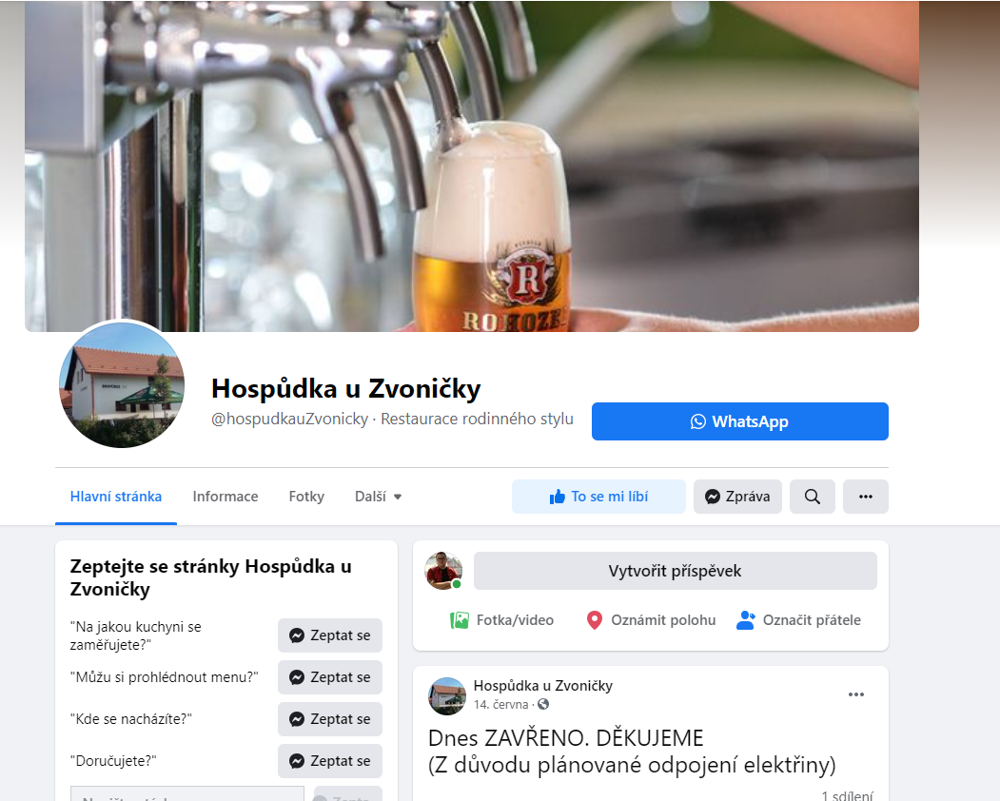 ROHOZEC
R
ROHOZE
Hospůdka u Zvoničky
@hospudkauZvonicky · Restaurace rodinného stylu
WhatsApp
Hlavní stránka
Informace
Fotky
Další
To se mi líbí
Zpráva
Zeptejte se stránky Hospůdka u
Zvoničky
"Na jakou kuchyni se
zaměřujete?"
Zeptat se
"Můžu si prohlédnout menu?"
Zeptat se
"Kde se nacházíte?"
Zeptat se
"Doručujete?"
Zeptat se
Vytvořit příspěvek
Fotka/video
Oznámit polohu
Označit přátele
Hospůdka u Zvoničky
14. června ·
Dnes ZAVŘENO. DĚKUJEME
(Z důvodu plánované odpojení elektřiny)
1 sdílení